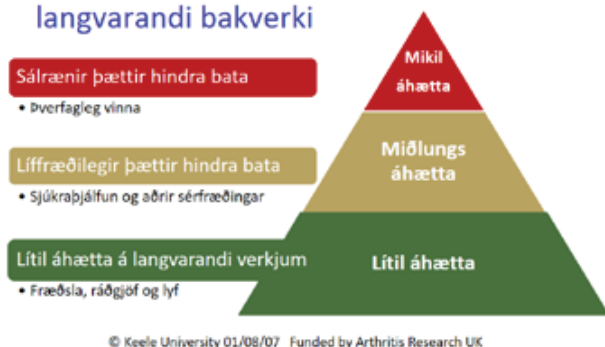 langvarandi bakverki
Sálrænir þættir hindra bata
• Þverfagleg vinna
Mikil
áhætta
Líffræðilegir þættir hindra bata
• Sjúkraþjálfun og aðrir sérfræðingar
Miðlungs
áhætta
Lítil áhætta á langvarandi verkjum
• Fræðsla, ráðgjöf og lyf
Lítil áhætta
© Keele University 01/08/07 Funded by Arthritis Research UK